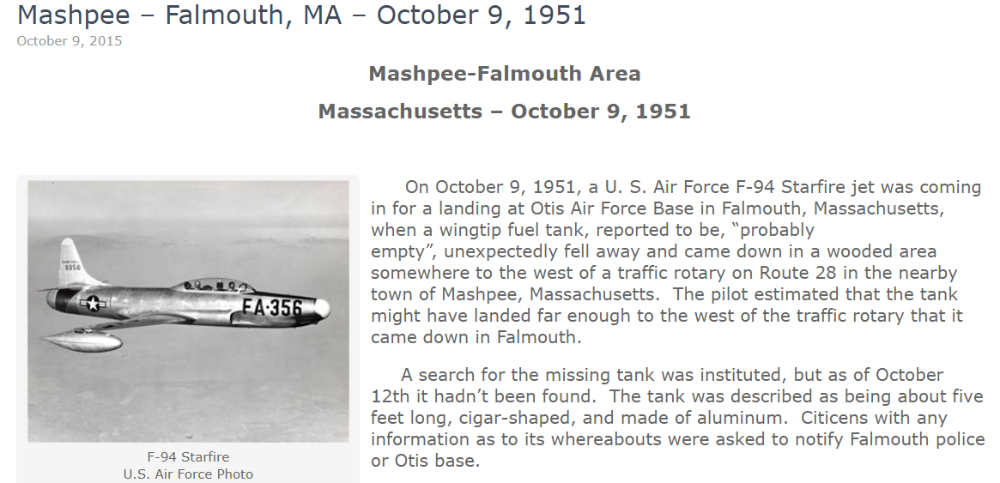 Mashpee – Falmouth, MA – October 9, 1951
October 9, 2015
Mashpee-Falmouth Area
Massachusetts – October 9, 1951
On October 9, 1951, a U. S. Air Force F-94 Starfire jet was coming
in for a landing at Otis Air Force Base in Falmouth, Massachusetts,
when a wingtip fuel tank, reported to be, “probably
empty”, unexpectedly fell away and came down in a wooded area
somewhere to the west of a traffic rotary on Route 28 in the nearby
town of Mashpee, Massachusetts.  The pilot estimated that the tank
might have landed far enough to the west of the traffic rotary that it
came down in Falmouth.
A search for the missing tank was instituted, but as of October
12th it hadn’t been found.  The tank was described as being about five
feet long, cigar-shaped, and made of aluminum.  Citicens with any
information as to its whereabouts were asked to notify Falmouth police
or Otis base.
8356
FA-356
F-94 Starfire
U.S. Air Force Photo